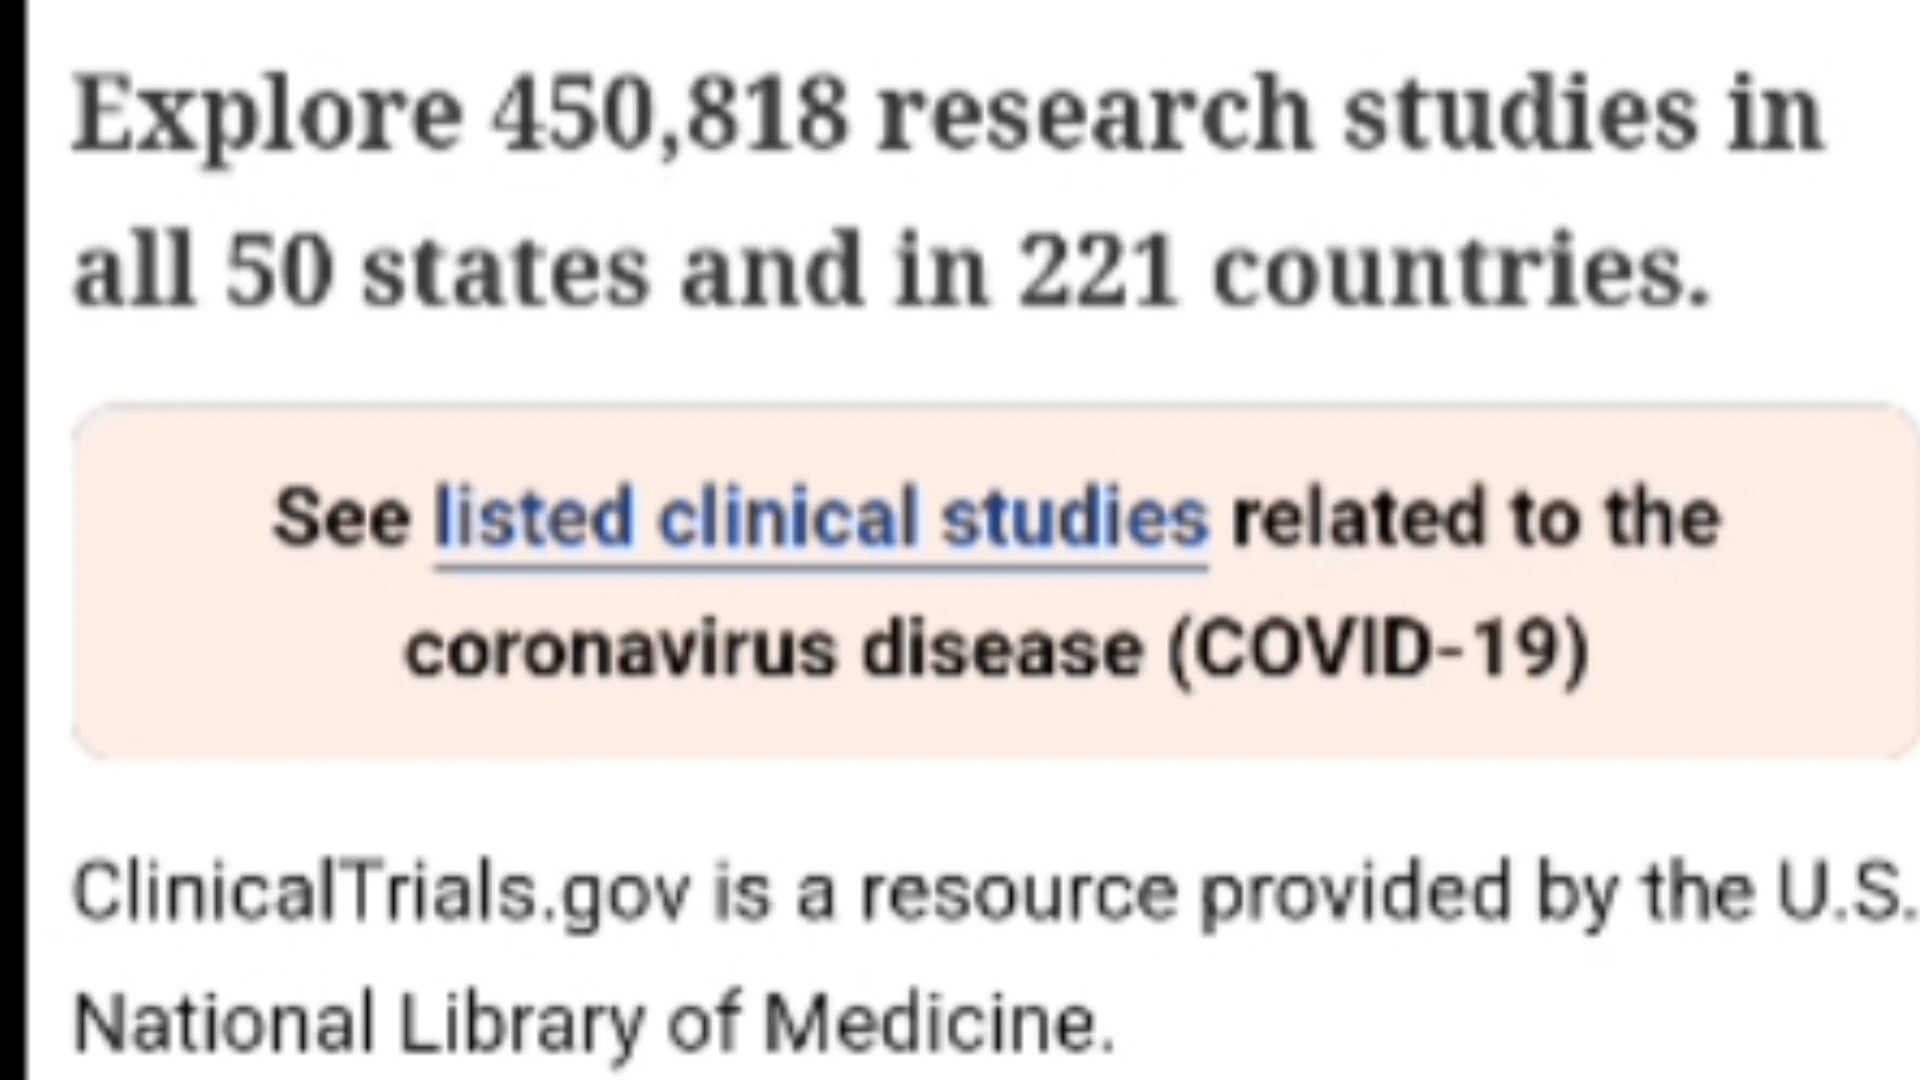 Explore 450,818 research studies in
all 50 states and in 221 countries.
See listed clinical studies related to the
coronavirus disease (COVID-19)
ClinicalTrials.gov is a resource provided by the U.S.
National Library of Medicine.